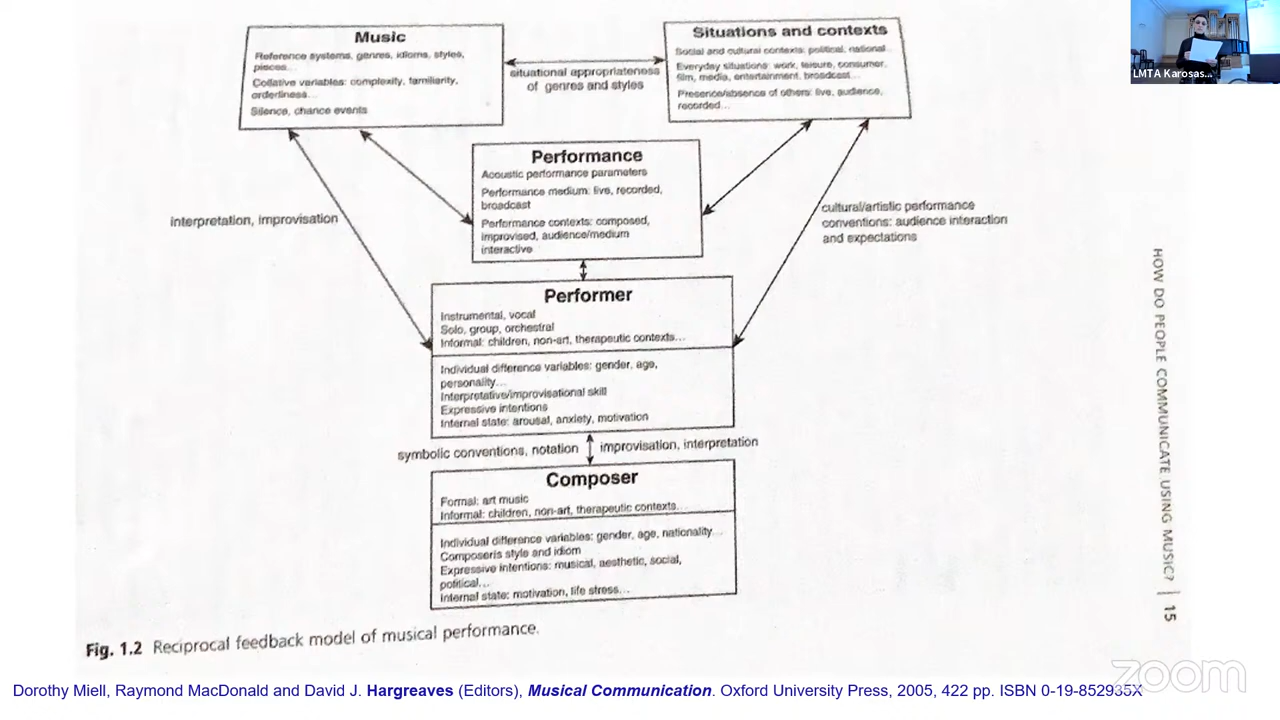 Music
Reference systems, genres, idioms, styles,
pieces...
Collative variables: complexity, familiarity,
orderliness...
Silence, chance events
situational appropriateness
of genres and styles
Situations and contexts
Social and cultural contexts: political, national...
Everyday situations: work, leisure, consumer,
film, media, entertainment, broadcast...
Presence/absence of others: live, audience,
recorded...
LMTA Karosas...
Performance
Acoustic performance parameters
Performance medium: live, recorded,
broadcast
Performance contexts: composed,
improvised, audience/medium
interactive
interpretation, improvisation
cultural/artistic performance
conventions: audience interaction
and expectations
Performer
Instrumental, vocal
Solo, group, orchestral
Informal: children, non-art, therapeutic contexts...
Individual difference variables: gender, age,
personality...
Interpretative/improvisational skill
Expressive intentions
Internal state: arousal, anxiety, motivation
symbolic conventions, notation
improvisation, interpretation
Composer
Formal: art music
Informal: children, non-art, therapeutic contexts...
Individual difference variables: gender, age, nationality...
Composeris style and idiom
Expressive intentions: musical, aesthetic, social,
political...
Internal state: motivation, life stress...
HOW DO PEOPLE COMMUNICATE USING MUSIC? | 15
Fig. 1.2 Reciprocal feedback model of musical performance.
zoom
Dorothy Miell, Raymond MacDonald and David J. Hargreaves (Editors), Musical Communication. Oxford University Press, 2005, 422 pp. ISBN 0-19-852935X